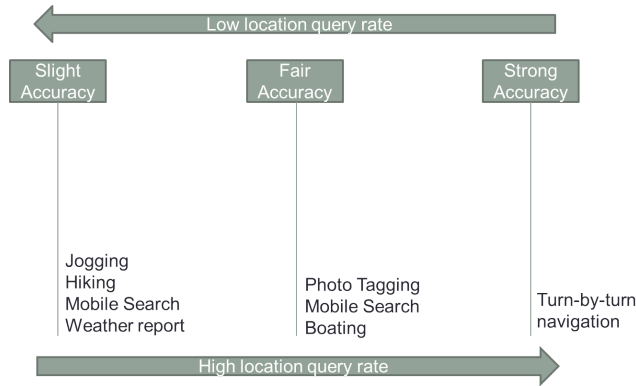 Low location query rate
Slight
Accuracy
Fair
Accuracy
Strong
Accuracy
Jogging
Hiking
Mobile Search
Weather report
Photo Tagging
Mobile Search
Boating
Turn-by-turn
navigation
High location query rate